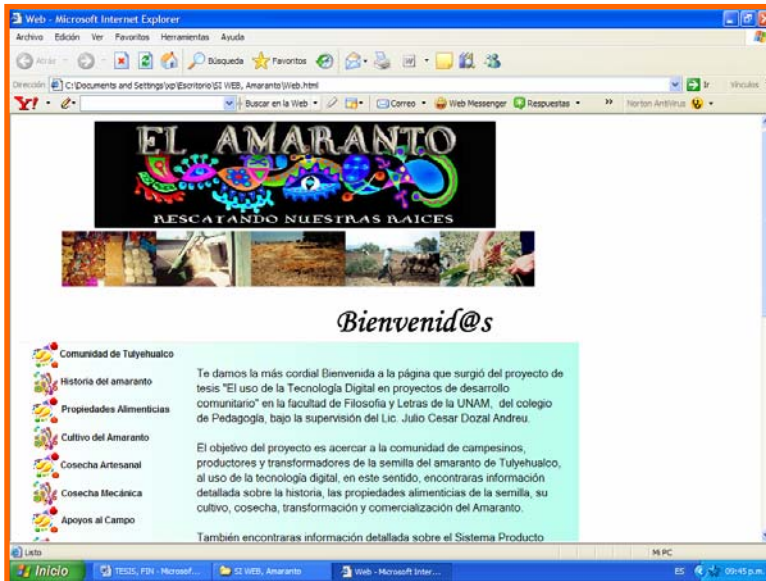 Web - Microsoft Internet Explorer
Archivo Edición Ver Favoritos Herramientas Ayuda
Atrás Búsqueda Favoritos
Dirección C:\Documents and Settings\xp\Escritorio\SI WEB, Amaranto\Web.html Ir Vínculos
Y! Buscar en la Web Correo Web Messenger Respuestas » Norton AntiVirus
EL AMARANTO
RESCATANDO NUESTRAS RAICES
Bienvenid@s
Comunidad de Tulyehualco
Historia del amaranto
Propiedades Alimenticias
Cultivo del Amaranto
Cosecha Artesanal
Cosecha Mecánica
Apoyos al Campo
Te damos la más cordial Bienvenida a la página que surgió del proyecto de
tesis "El uso de la Tecnología Digital en proyectos de desarrollo
comunitario" en la facultad de Filosofia y Letras de la UNAM, del colegio
de Pedagogía, bajo la supervisión del Lic. Julio Cesar Dozal Andreu.
El objetivo del proyecto es acercar a la comunidad de campesinos,
productores y transformadores de la semilla del amaranto de Tulyehualco,
al uso de la tecnología digital, en este sentido, encontraras información
detallada sobre la historia, las propiedades alimenticias de la semilla, su
cultivo, cosecha, transformación y comercialización del Amaranto.
También encontraras información detallada sobre el Sistema Producto
Listo Mi PC
Inicio TESIS, FIN - Microsof... SI WEB, Amaranto Web - Microsoft Inter... ES 09:45 p.m.